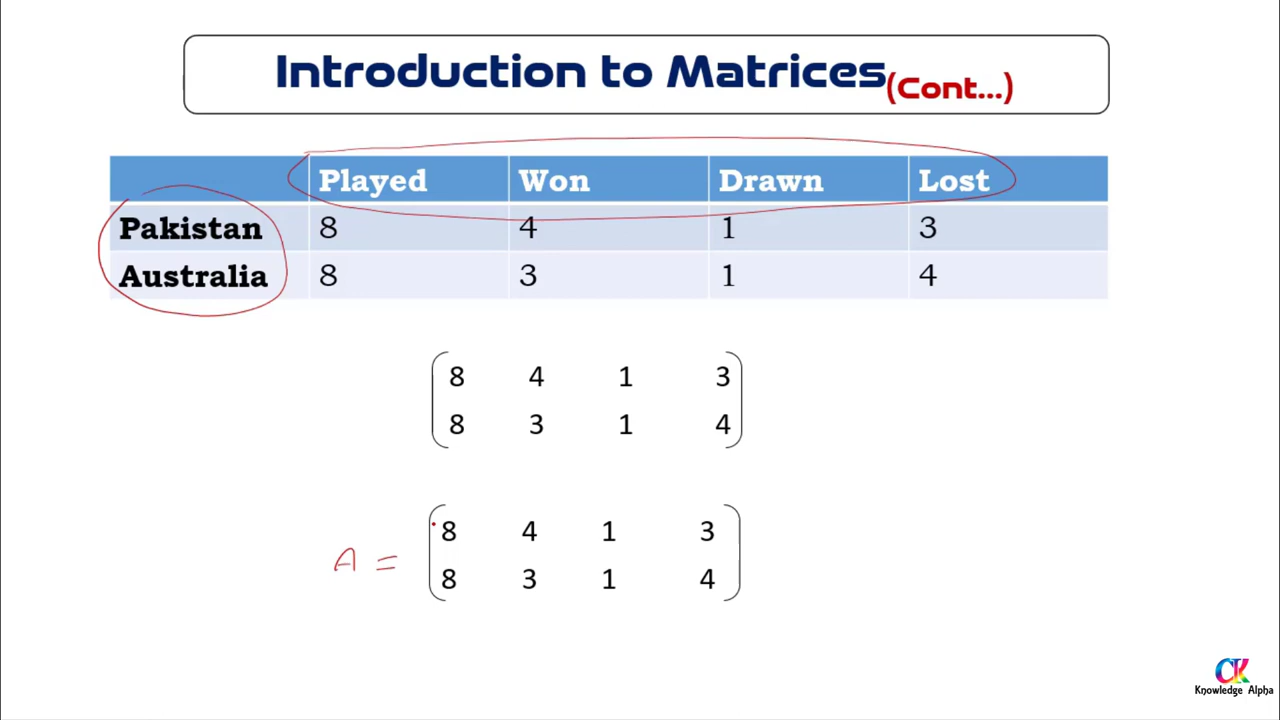 Introduction to Matrices(Cont...)
Played Won Drawn Lost
Pakistan 8 4 1 3
Australia 8 3 1 4
8 4 1 3
8 3 1 4
8 4 1 3
A =
8 3 1 4
CK
Knowledge Alpha